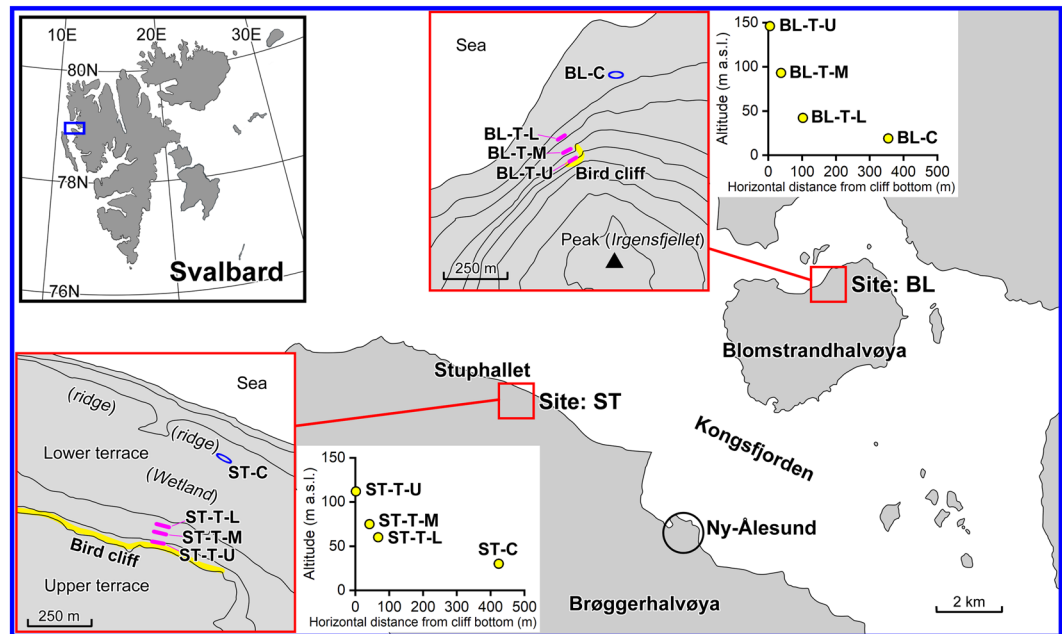 10E
20E
30E
80N
78N
76N
Svalbard
Sea
BL-C
BL-T-L
BL-T-M
BL-T-U
Bird cliff
Peak (Irgensfjellet)
250 m
Altitude (m a.s.l.)
150
100
50
0
BL-T-U
BL-T-M
BL-T-L
BL-C
0 100 200 300 400 500
Horizontal distance from cliff bottom (m)
Site: BL
Blomstrandhalvøya
Stuphallet
Site: ST
Kongsfjorden
Ny-Ålesund
Brøggerhalvøya
2 km
Sea
(ridge)
(ridge)
Lower terrace
ST-C
(Wetland)
ST-T-L
ST-T-M
ST-T-U
Bird cliff
Upper terrace
250 m
Altitude (m a.s.l.)
150
100
50
0
ST-T-U
ST-T-M
ST-T-L
ST-C
0 100 200 300 400 500
Horizontal distance from cliff bottom (m)